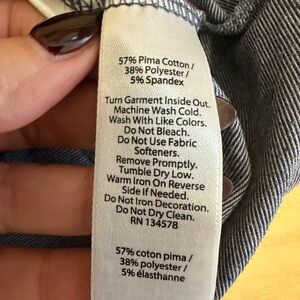 57% Pima Cotton /
38% Polyester /
5% Spandex
Turn Garment Inside Out.
Machine Wash Cold.
Wash With Like Colors.
Do Not Bleach.
Do Not Use Fabric
Softeners.
Remove Promptly.
Tumble Dry Low.
Warm Iron On Reverse
Side If Needed.
Do Not Iron Decoration.
Do Not Dry Clean.
RN 134578
57% coton pima /
38% polyester /
5% élasthanne